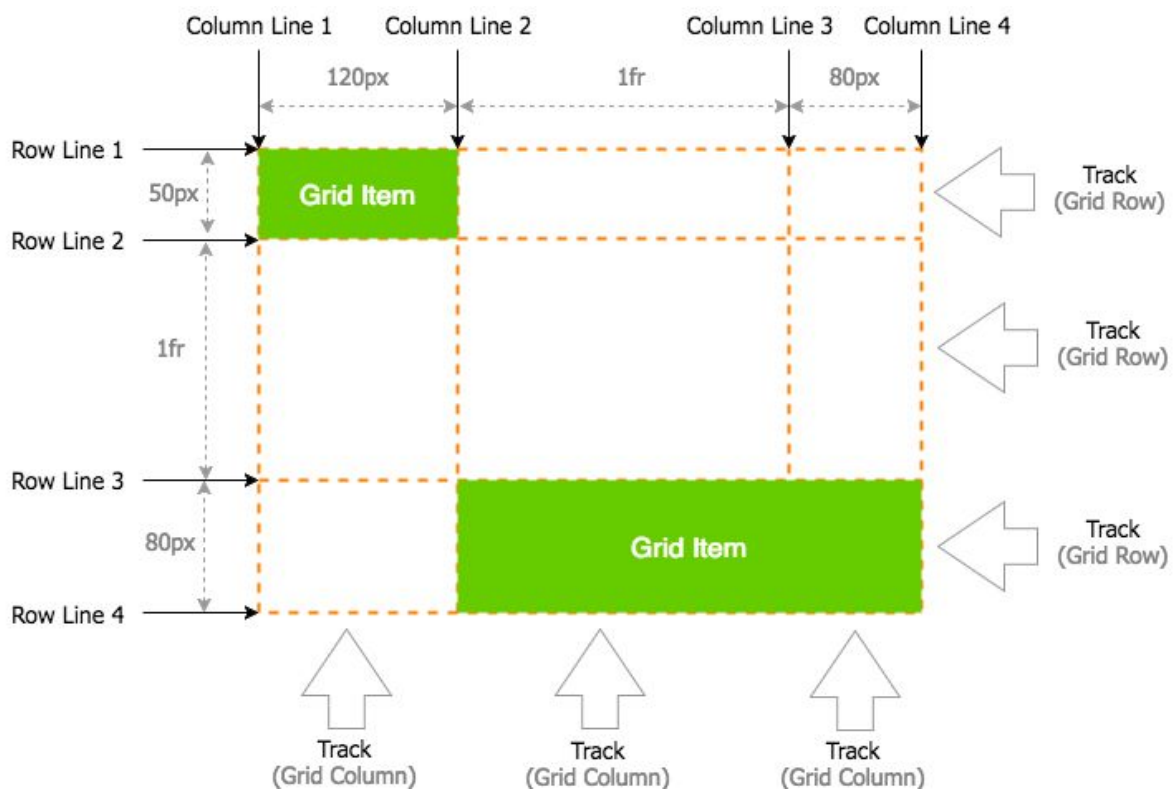 Column Line 1 Column Line 2 Column Line 3 Column Line 4
120px 1fr 80px
Row Line 1
50px
Grid Item
Track
(Grid Row)
Row Line 2
1fr
Track
(Grid Row)
Row Line 3
80px
Grid Item
Track
(Grid Row)
Row Line 4
Track
(Grid Column)
Track
(Grid Column)
Track
(Grid Column)